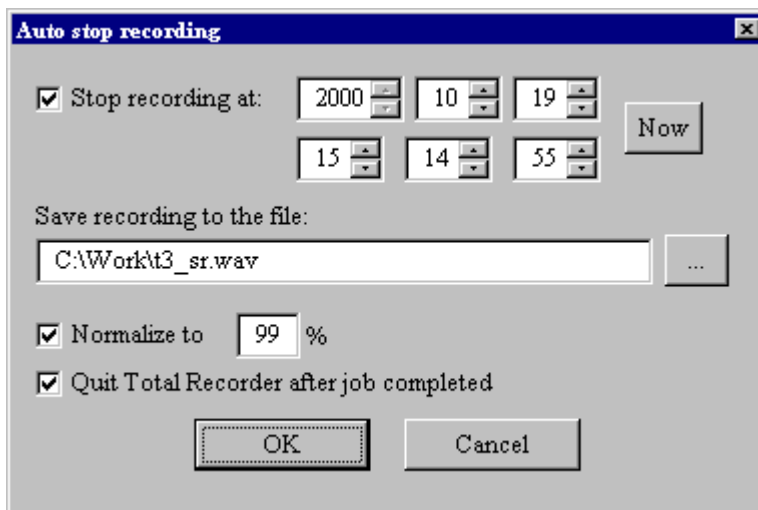 Auto stop recording
Stop recording at: 2000 10 19
Now
15 14 55
Save recording to the file:
C:\Work\t3_sr.wav ...
Normalize to 99 %
Quit Total Recorder after job completed
OK Cancel